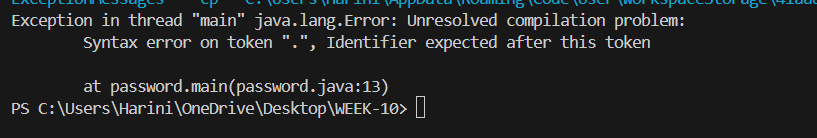 Exception in thread "main" java.lang.Error: Unresolved compilation problem:
Syntax error on token ".", Identifier expected after this token
at password.main(password.java:13)
PS C:\Users\Harini\OneDrive\Desktop\WEEK-10>